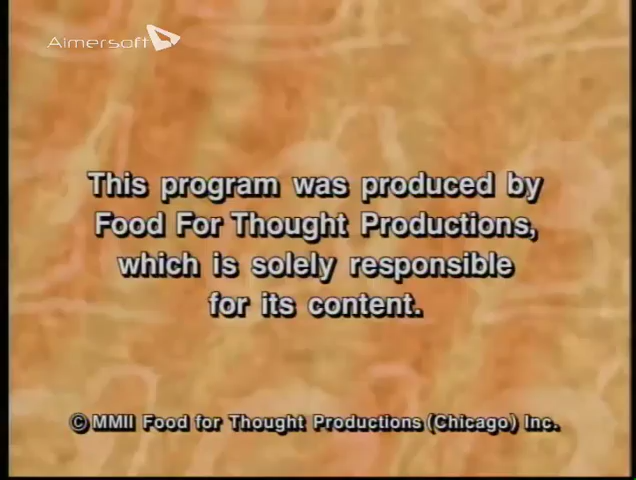 Aimersoft
This program was produced by
Food For Thought Productions,
which is solely responsible
for its content.
© MMII Food for Thought Productions (Chicago) Inc.